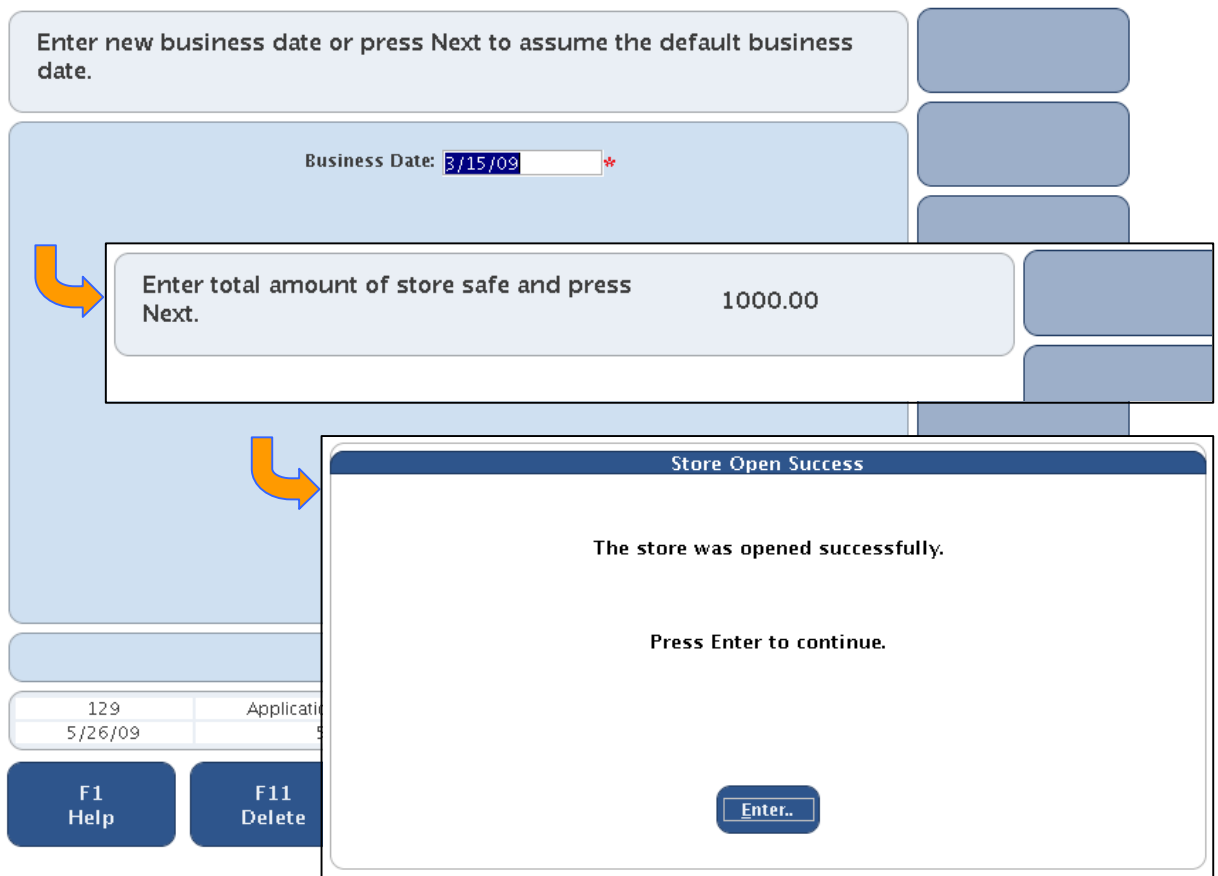 Enter new business date or press Next to assume the default business
date.
Business Date: 3/15/09 *
Enter total amount of store safe and press
Next.
1000.00
Store Open Success
The store was opened successfully.
Press Enter to continue.
Enter..
129
5/26/09
F1
Help
F11
Delete